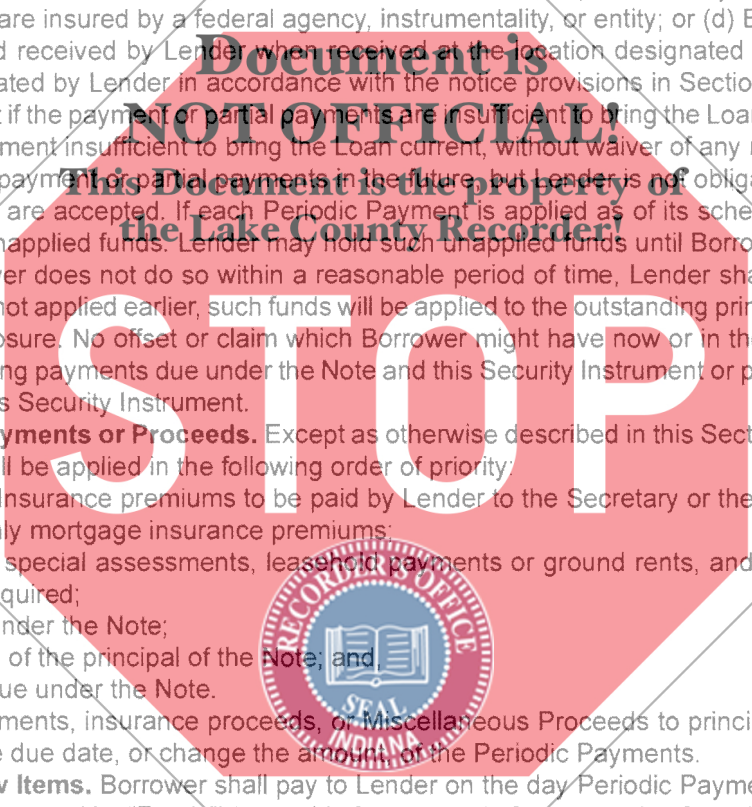 are insured by a federal agency, instrumentality, or entity; or (d) E
d received by Lender when received at the location designated
Document is
ated by Lender in accordance with the notice provisions in Sectio
t if the payment or partial payments are insufficient to bring the Loan
NOT OFFICIAL!
ment insufficient to bring the Loan current, without waiver of any
payment or partial payments in the future, but Lender is not obliga
This Document is the property of
are accepted. If each Periodic Payment is applied as of its sche
the Lake County Recorder!
napplied funds. Lender may hold such unapplied funds until Borro
er does not do so within a reasonable period of time, Lender sha
not applied earlier, such funds will be applied to the outstanding prin
osure. No offset or claim which Borrower might have now or in th
ing payments due under the Note and this Security Instrument or p
s Security Instrument.
STOP
yments or Proceeds. Except as otherwise described in this Sect
ll be applied in the following order of priority:
Insurance premiums to be paid by Lender to the Secretary or the
ly mortgage insurance premiums;
special assessments, leasehold payments or ground rents, and
quired;
nder the Note;
of the principal of the Note; and,
ue under the Note.
RECORDER'S OFFICE
SEAL
INDIANA
ments, insurance proceeds, or Miscellaneous Proceeds to princi
e due date, or change the amount, of the Periodic Payments.
w Items. Borrower shall pay to Lender on the day Periodic Paym